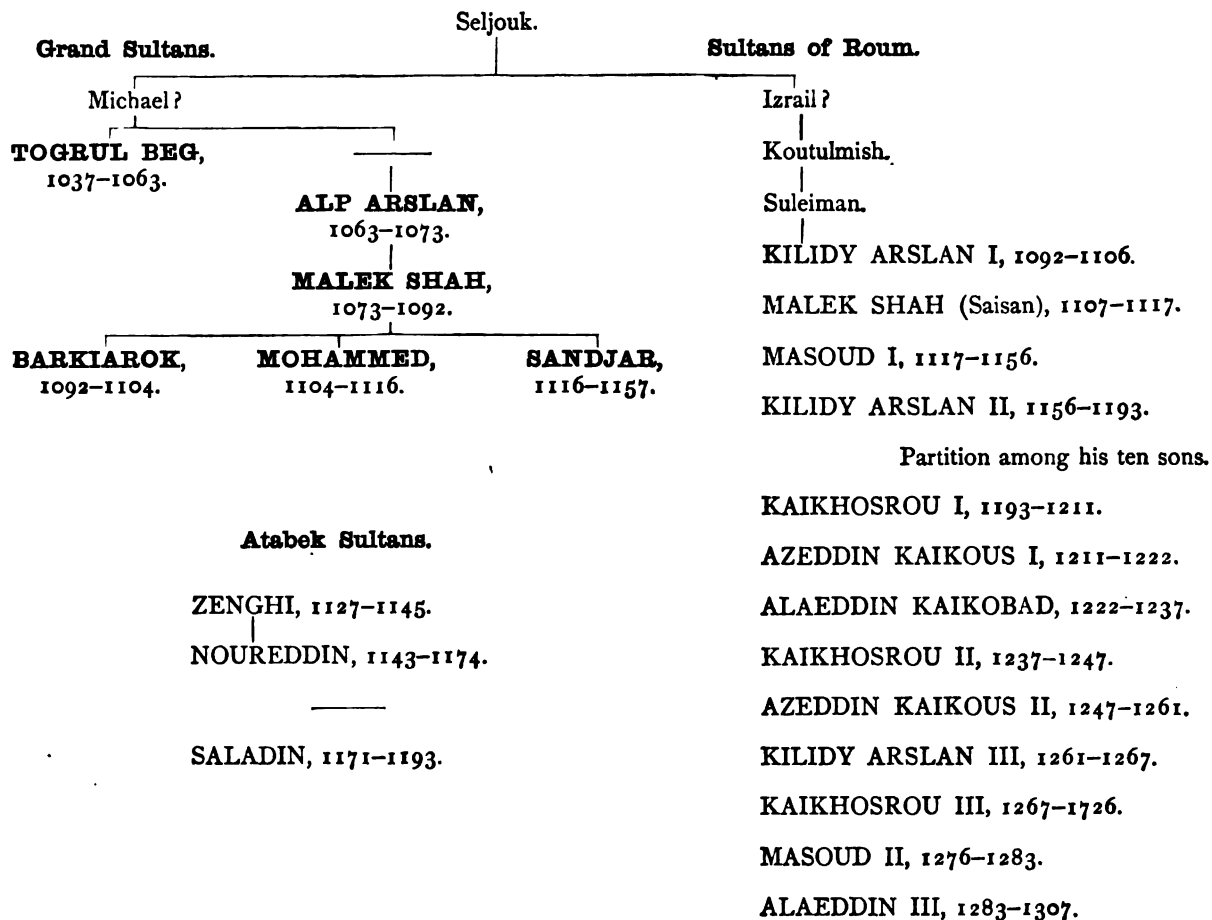 Seljouk.
Grand Sultans.
Sultans of Roum.
Michael?
TOGRUL BEG,
1037–1063.
ALP ARSLAN,
1063–1073.
MALEK SHAH,
1073–1092.
BARKIAROK,
1092–1104.
MOHAMMED,
1104–1116.
SANDJAR,
1116–1157.
Izrail?
Koutulmish.
Suleiman.
KILIDY ARSLAN I, 1092–1106.
MALEK SHAH (Saisan), 1107–1117.
MASOUD I, 1117–1156.
KILIDY ARSLAN II, 1156–1193.
Partition among his ten sons.
KAIKHOSROU I, 1193–1211.
AZEDDIN KAIKOUS I, 1211–1222.
ALAEDDIN KAIKOBAD, 1222–1237.
KAIKHOSROU II, 1237–1247.
AZEDDIN KAIKOUS II, 1247–1261.
KILIDY ARSLAN III, 1261–1267.
KAIKHOSROU III, 1267–1726.
MASOUD II, 1276–1283.
ALAEDDIN III, 1283–1307.
Atabek Sultans.
ZENGHI, 1127–1145.
NOUREDDIN, 1143–1174.
SALADIN, 1171–1193.